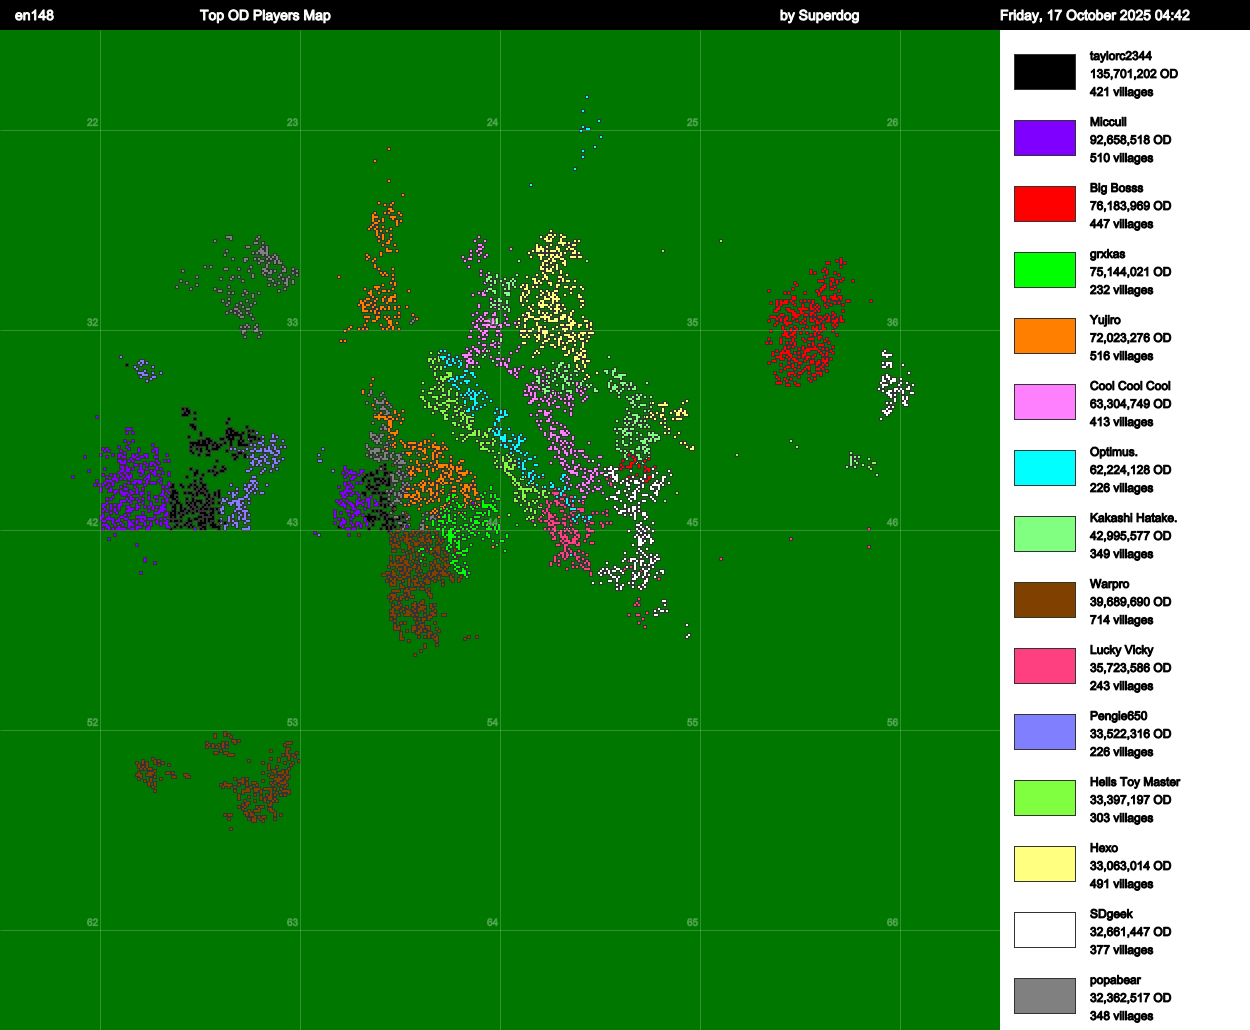 en148 Top OD Players Map by Superdog Friday, 17 October 2025 04:42
22 23 24 25 26
32 33 35 36
42 43 44 45 46
52 53 54 55 56
62 63 64 65 66
taylorc2344
135,701,202 OD
421 villages
Miccull
92,658,518 OD
510 villages
Big Bosss
76,183,969 OD
447 villages
grxkas
75,144,021 OD
232 villages
Yujiro
72,023,276 OD
516 villages
Cool Cool Cool
63,304,749 OD
413 villages
Optimus.
62,224,128 OD
226 villages
Kakashi Hatake.
42,995,577 OD
349 villages
Warpro
39,689,690 OD
714 villages
Lucky Vicky
35,723,586 OD
243 villages
Pengie650
33,522,316 OD
226 villages
Hells Toy Master
33,397,197 OD
303 villages
Hexo
33,063,014 OD
491 villages
SDgeek
32,661,447 OD
377 villages
popabear
32,362,517 OD
348 villages